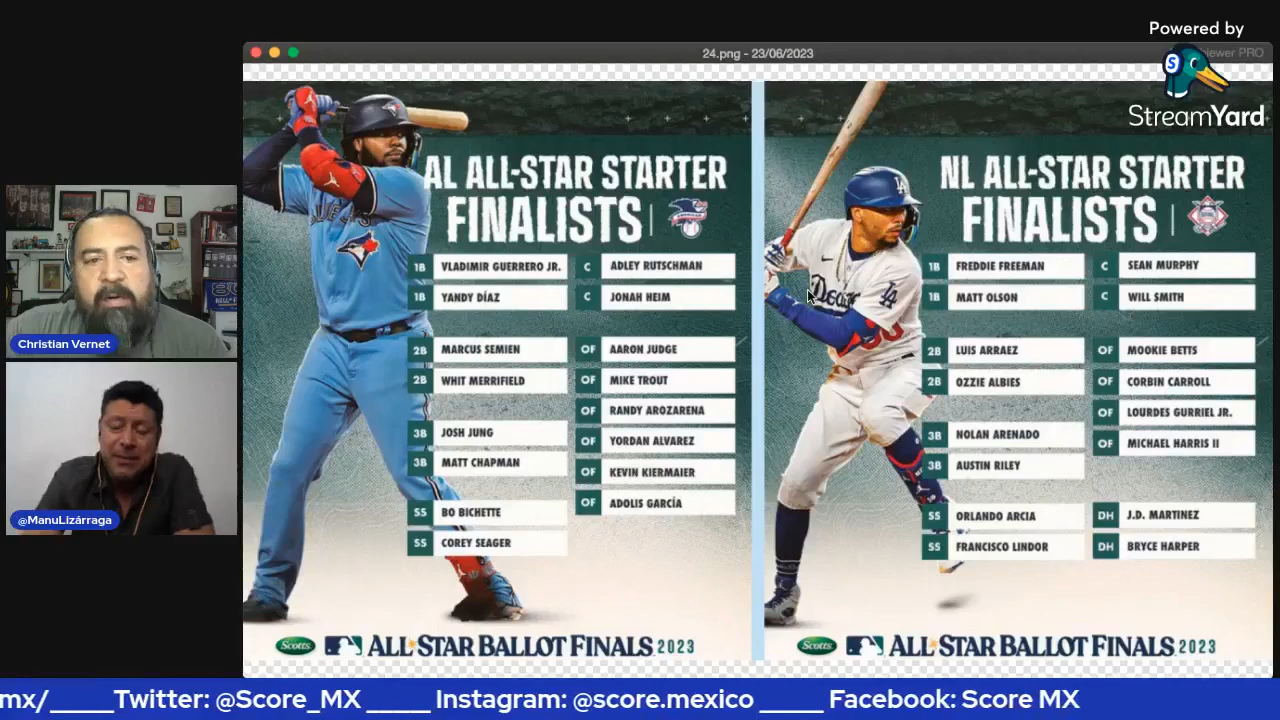 Powered by
StreamYard
24.png - 23/06/2023
iewer PRO
Christian Vernet
@ManuLizárraga
AL ALL-STAR STARTER
FINALISTS
1B VLADIMIR GUERRERO JR.
1B YANDY DÍAZ
2B MARCUS SEMIEN
2B WHIT MERRIFIELD
3B JOSH JUNG
3B MATT CHAPMAN
SS BO BICHETTE
SS COREY SEAGER
C ADLEY RUTSCHMAN
C JONAH HEIM
OF AARON JUDGE
OF MIKE TROUT
OF RANDY AROZARENA
OF YORDAN ALVAREZ
OF KEVIN KIERMAIER
OF ADOLIS GARCÍA
Scotts ALL-STAR BALLOT FINALS 2023
NL ALL-STAR STARTER
FINALISTS
1B FREDDIE FREEMAN
1B MATT OLSON
2B LUIS ARRAEZ
2B OZZIE ALBIES
3B NOLAN ARENADO
3B AUSTIN RILEY
SS ORLANDO ARCIA
SS FRANCISCO LINDOR
C SEAN MURPHY
C WILL SMITH
OF MOOKIE BETTS
OF CORBIN CARROLL
OF LOURDES GURRIEL JR.
OF MICHAEL HARRIS II
DH J.D. MARTINEZ
DH BRYCE HARPER
Scotts ALL-STAR BALLOT FINALS 2023
mx/_____Twitter: @Score_MX _____ Instagram: @score.mexico _____ Facebook: Score MX